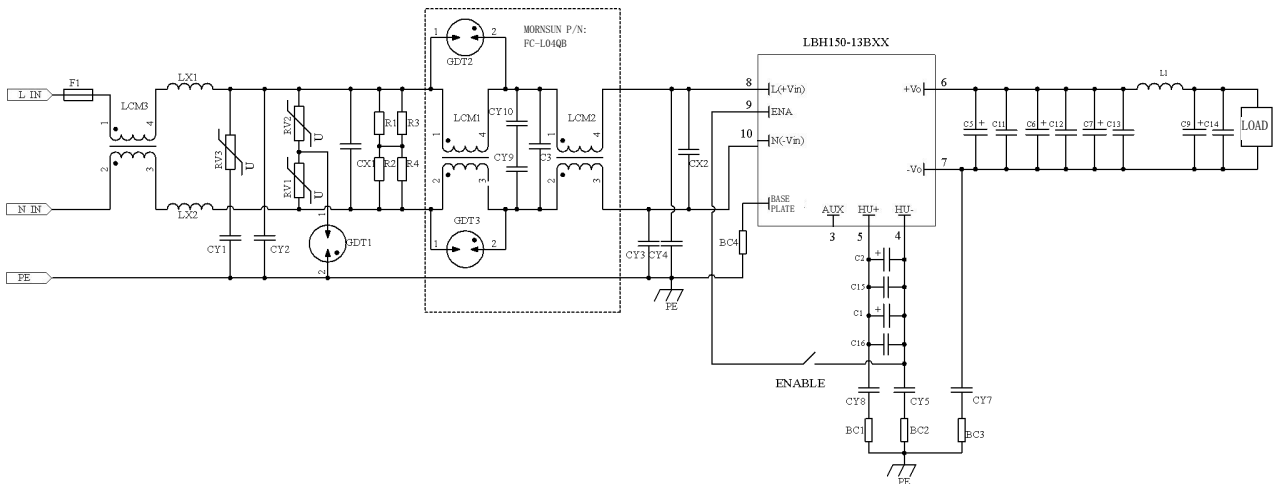 MORNSUN P/N:
FC-L04QB
LBH150-13BXX
1
2
GDT2
F1
L IN
LX1
LCM3
1
4
2
3
RV3
U
RV2
U
RV1
U
CX1
R1
R3
R2
R4
LCM1
1
4
2
3
CY10
CY9
C3
LCM2
1
4
2
3
CX2
8
L(+Vin)
9
ENA
10
N(-Vin)
BASE
PLATE
AUX
3
HU+
5
HU-
4
6
+Vo
7
-Vo
L1
C5
+
C11
C6
+
C12
C7
+
C13
C9
+
C14
LOAD
N IN
LX2
CY1
CY2
1
GDT1
2
1
GDT3
2
CY3
CY4
BC4
PE
PE
C2
+
C15
C1
+
C16
ENABLE
CY8
CY5
CY7
BC1
BC2
BC3
PE